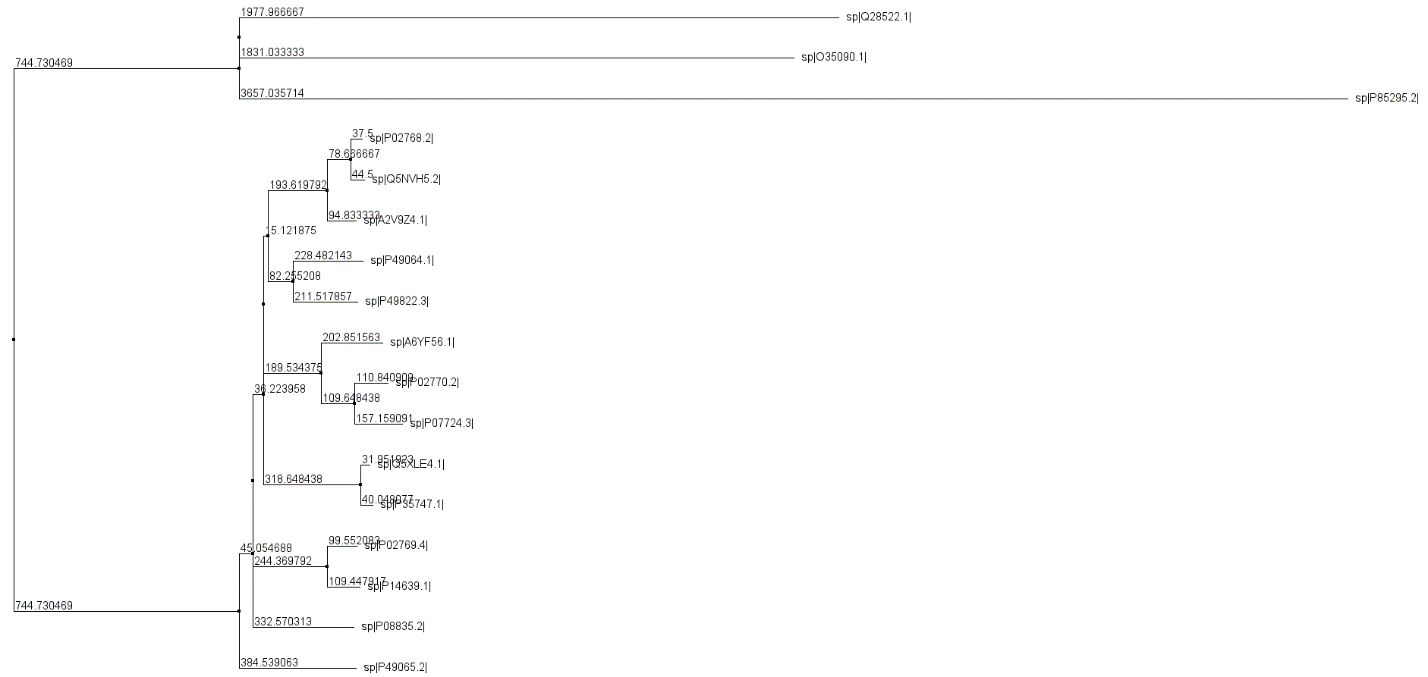 1977.966667
sp|Q28522.1|
1831.033333
sp|O35090.1|
744.730469
3657.035714
sp|P85295.2|
37.5
sp|P02768.2|
78.666667
44.5
sp|Q5NVH5.2|
193.619792
94.833333
sp|A2V9Z4.1|
15.121875
228.482143
sp|P49064.1|
82.255208
211.517857
sp|P49822.3|
202.851563
sp|A6YF56.1|
189.534375
110.840909
sp|P02770.2|
36.223958
109.648438
157.159091
sp|P07724.3|
31.951923
sp|Q5XLE4.1|
318.648438
40.048077
sp|P35747.1|
99.552083
sp|P02769.4|
45.054688
244.369792
109.447917
sp|P14639.1|
744.730469
332.570313
sp|P08835.2|
384.539063
sp|P49065.2|